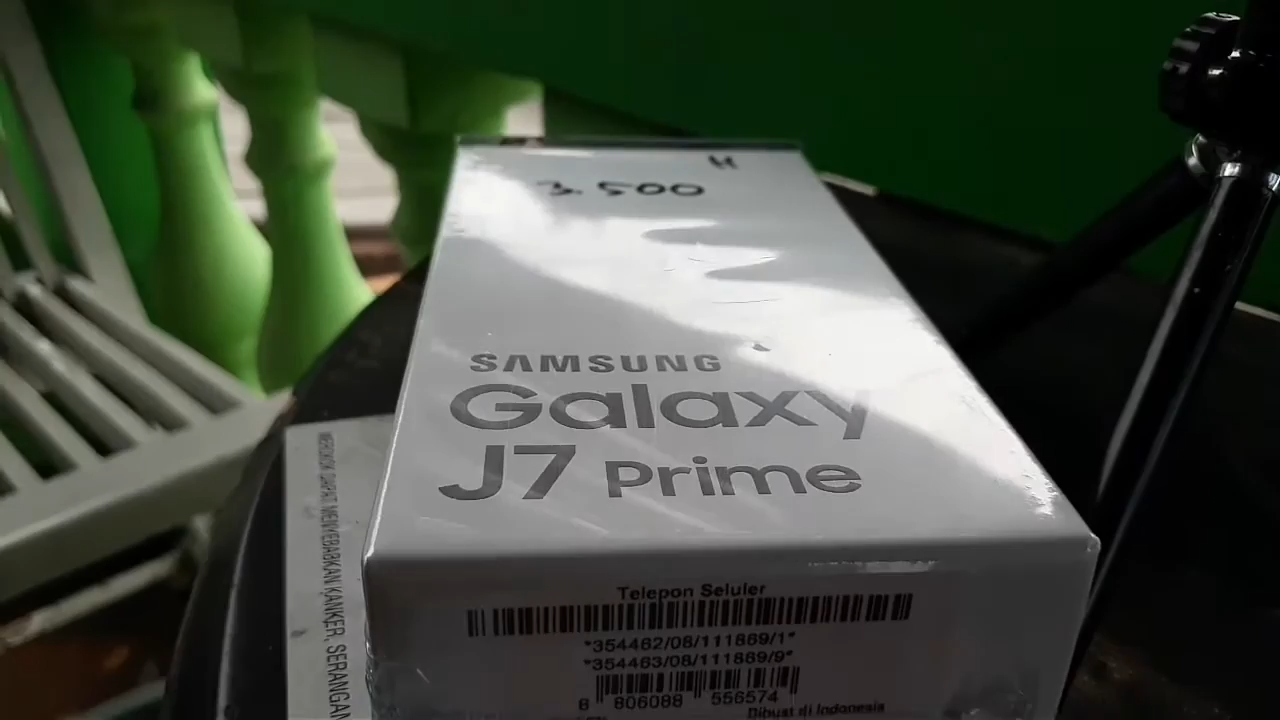 H
3.500
SAMSUNG
Galaxy
J7 Prime
Telepon Seluler
*354462/08/111869/1*
*354463/08/111869/9*
8 806088 556574
Dibuat di Indonesia
MEROKOK DAPAT MENYEBABKAN KANKER, SERANGAN